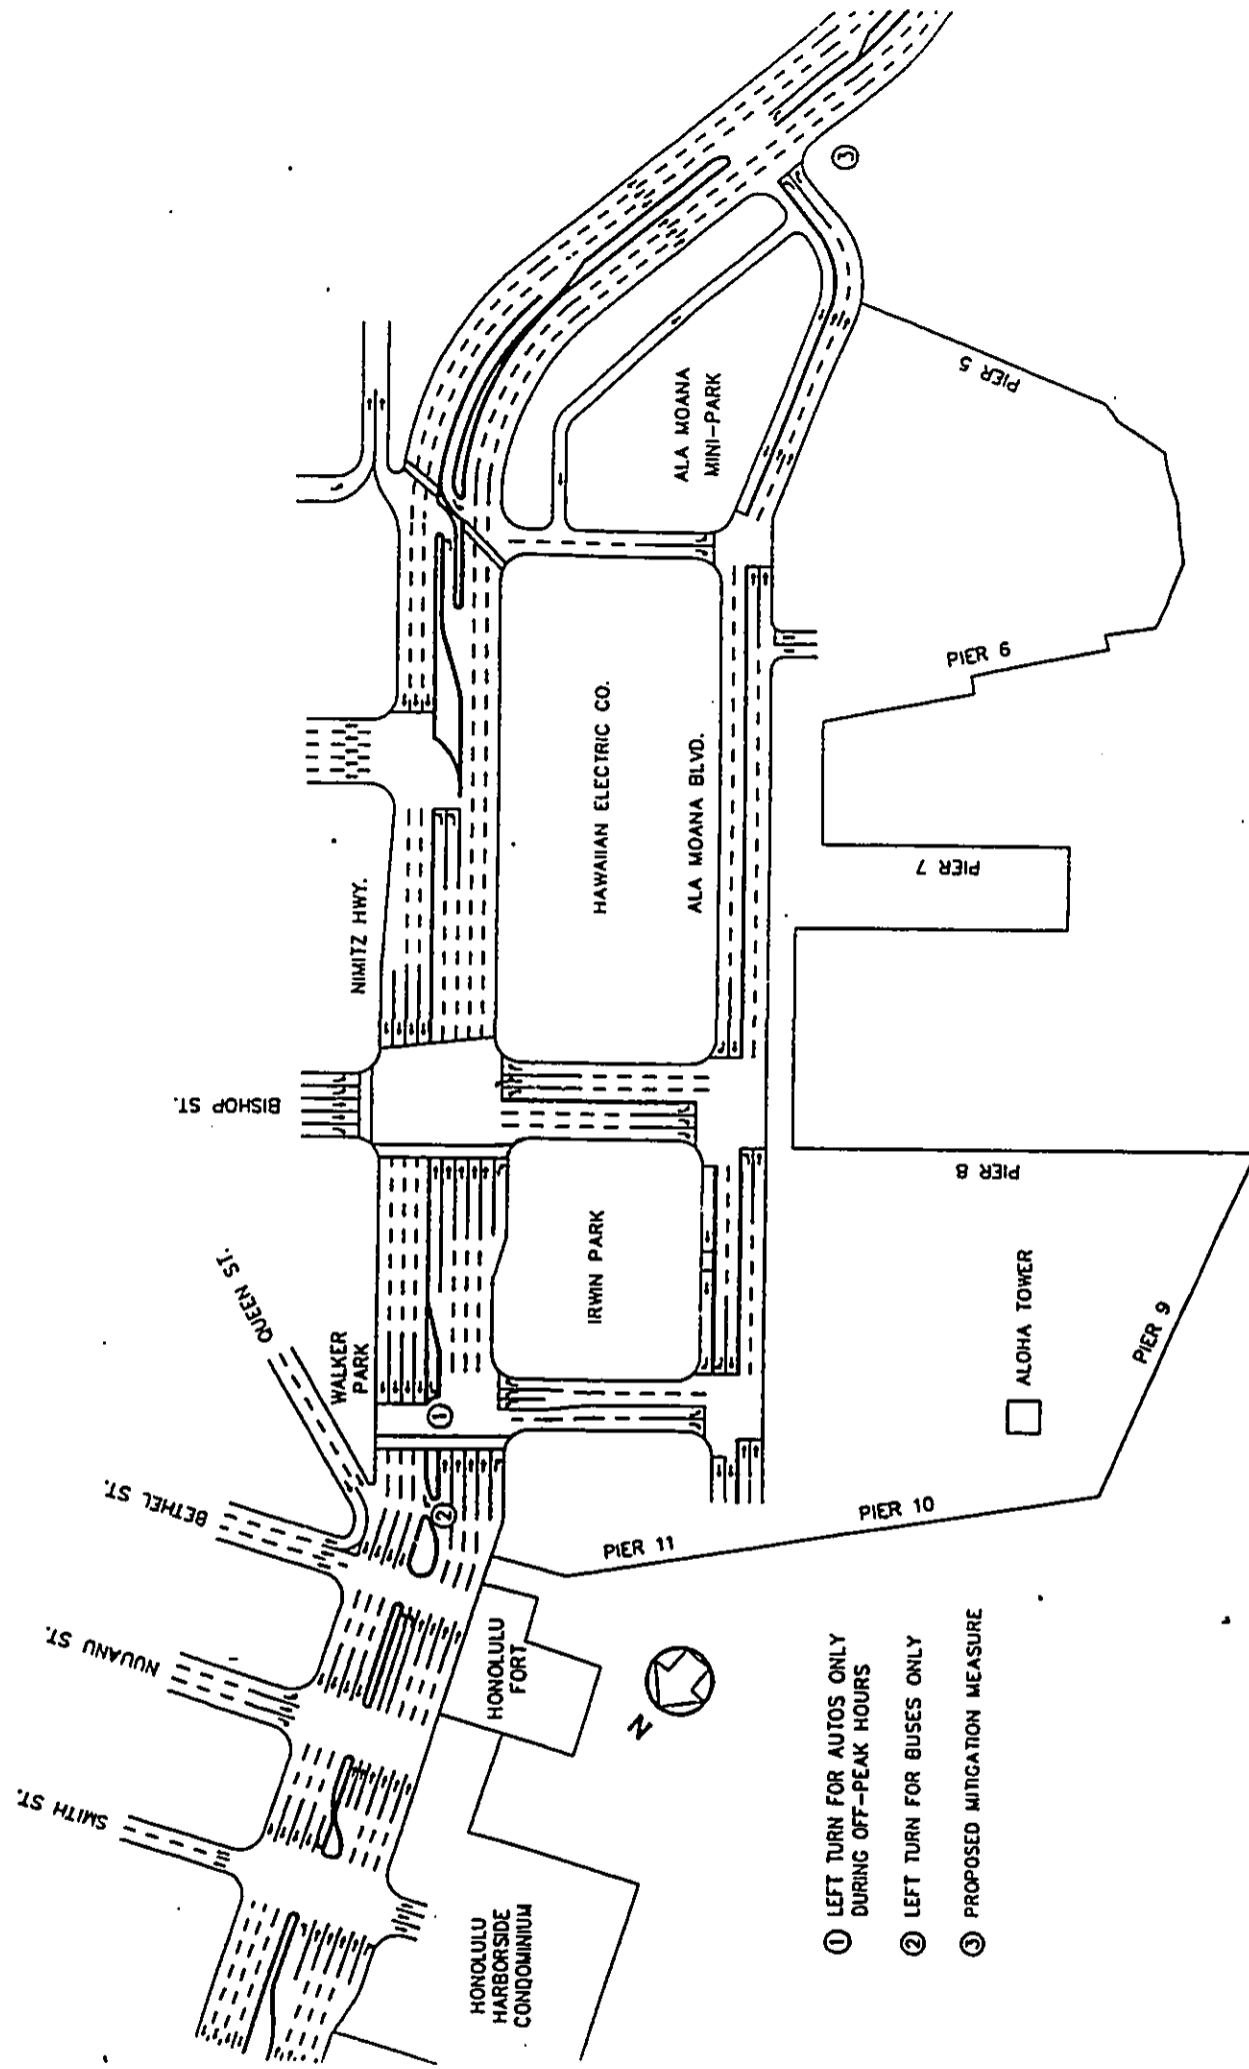 SMITH ST.
NUUANU ST.
BETHEL ST.
QUEEN ST.
BISHOP ST.
WALKER
PARK
NIMITZ HWY.
①
②
③
HONOLULU
HARBORSIDE
CONDOMINIUM
HONOLULU
FORT
IRWIN PARK
HAWAIIAN ELECTRIC CO.
ALA MOANA BLVD.
ALA MOANA
MINI-PARK
PIER 11
PIER 10
PIER 9
PIER 8
PIER 7
PIER 6
PIER 5
ALOHA TOWER
N
① LEFT TURN FOR AUTOS ONLY
DURING OFF-PEAK HOURS
② LEFT TURN FOR BUSES ONLY
③ PROPOSED MITIGATION MEASURE